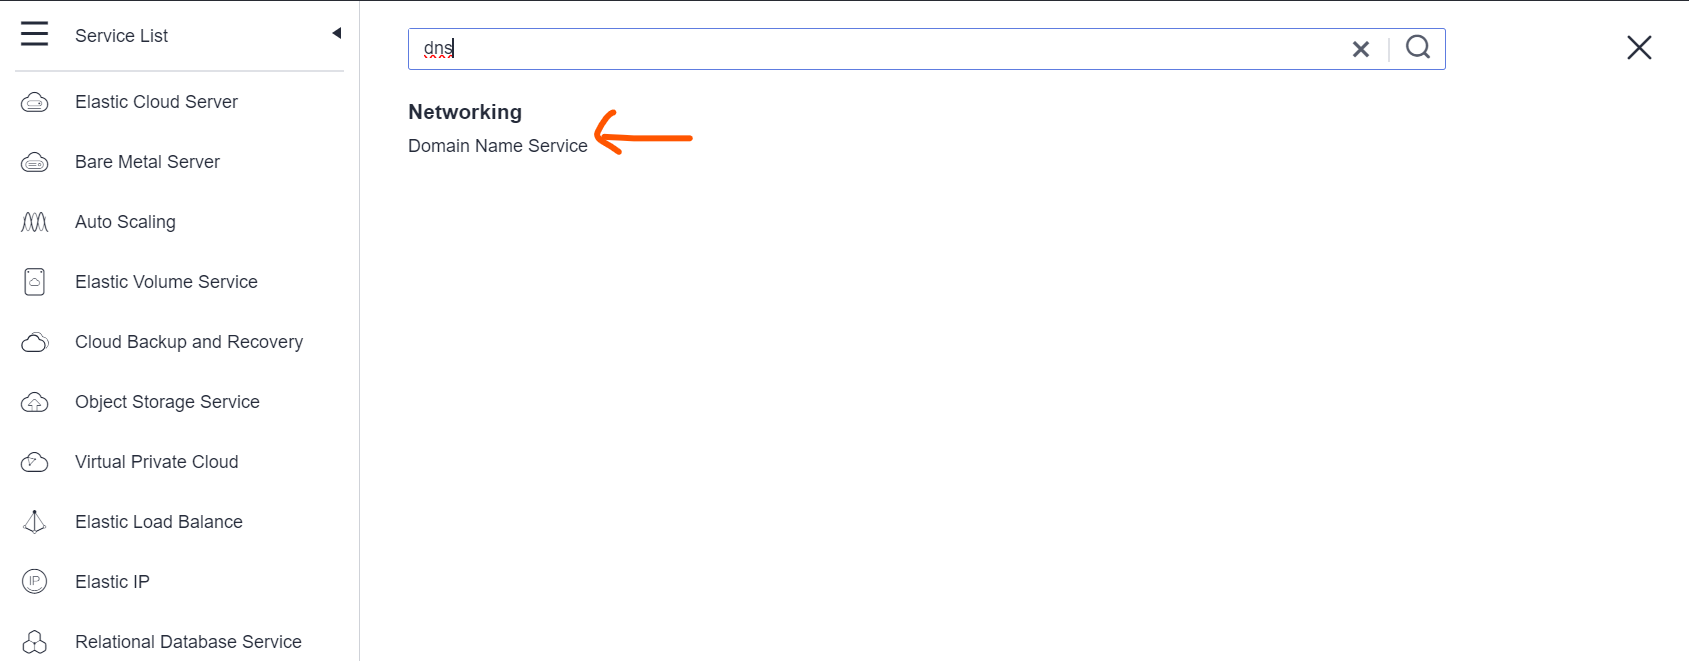 Service List
Elastic Cloud Server
Bare Metal Server
Auto Scaling
Elastic Volume Service
Cloud Backup and Recovery
Object Storage Service
Virtual Private Cloud
Elastic Load Balance
IP
Elastic IP
Relational Database Service
dns
Networking
Domain Name Service